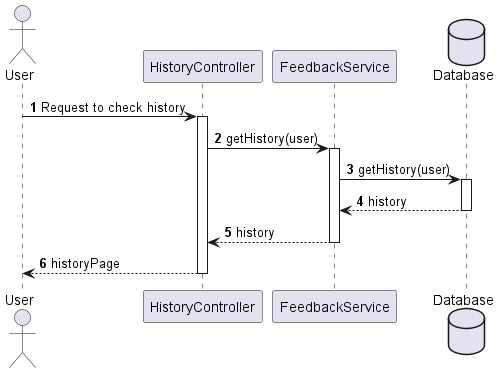 User
HistoryController
FeedbackService
Database
1 Request to check history
2 getHistory(user)
3 getHistory(user)
4 history
5 history
6 historyPage
User
HistoryController
FeedbackService
Database